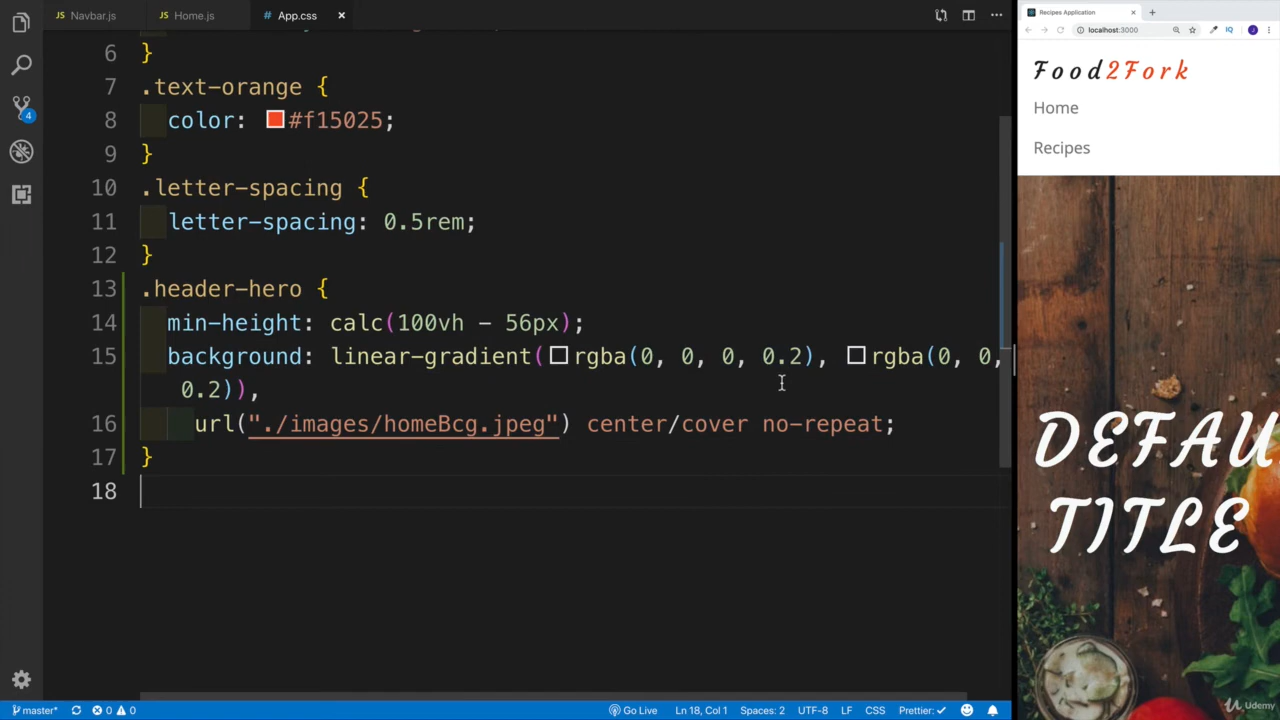 Navbar.js
Home.js
App.css
6 }
7 .text-orange {
8 color: #f15025;
9 }
10 .letter-spacing {
11 letter-spacing: 0.5rem;
12 }
13 .header-hero {
14 min-height: calc(100vh - 56px);
15 background: linear-gradient(rgba(0, 0, 0, 0.2), rgba(0, 0,
0.2)),
16 url("./images/homeBcg.jpeg") center/cover no-repeat;
17 }
18
4
master*
0 0
Go Live
Ln 18, Col 1
Spaces: 2
UTF-8
LF
CSS
Prettier: ✓
Recipes Application
localhost:3000
IQ
J
Food2Fork
Home
Recipes
DEFAU
TITLE
Udemy